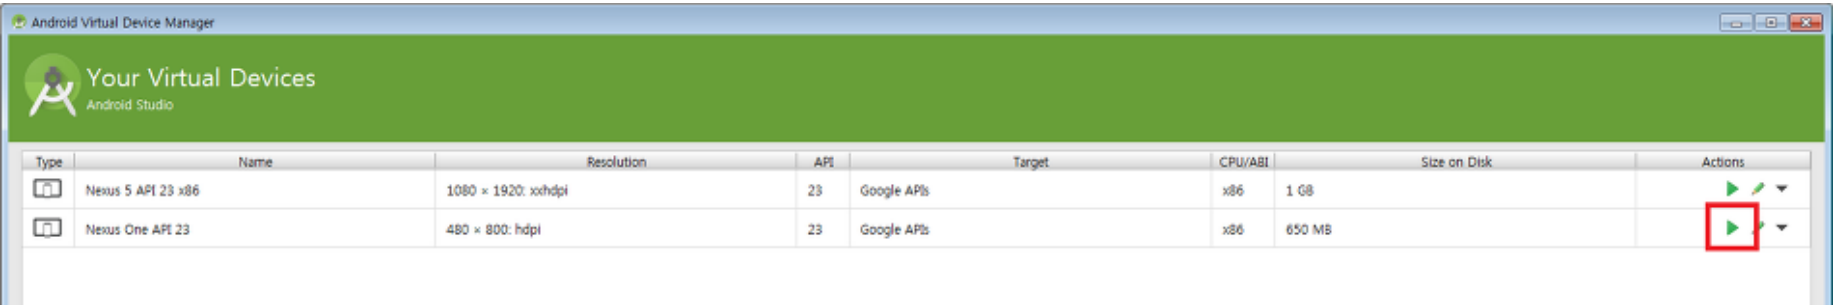 Android Virtual Device Manager
Your Virtual Devices
Android Studio
Type Name Resolution API Target CPU/ABI Size on Disk Actions
Nexus 5 API 23 x86 1080 × 1920: xxhdpi 23 Google APIs x86 1 GB
Nexus One API 23 480 × 800: hdpi 23 Google APIs x86 650 MB